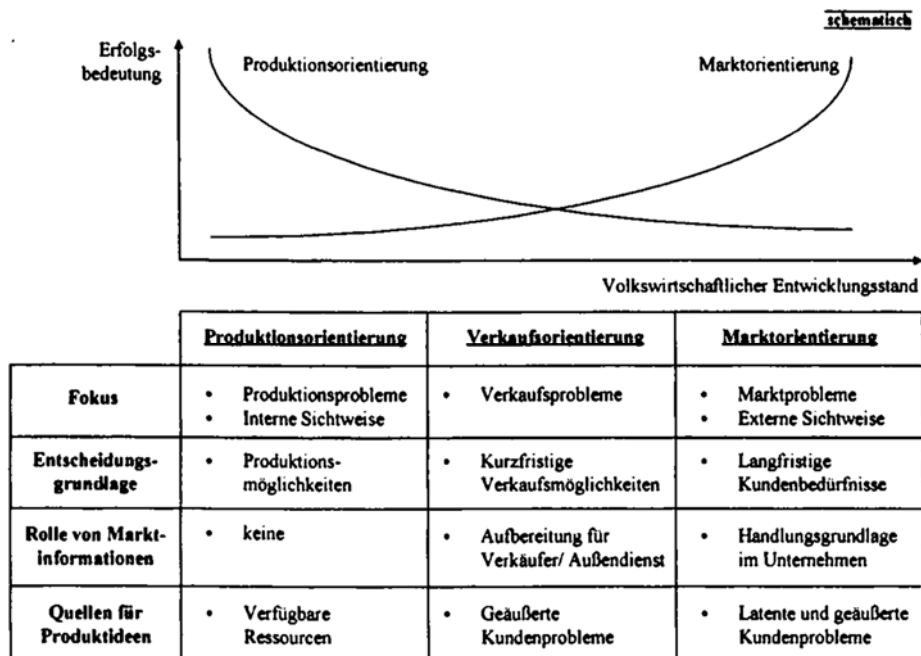 schematisch
Erfolgs-
bedeutung
Produktionsorientierung
Marktorientierung
Volkswirtschaftlicher Entwicklungsstand
Produktionsorientierung
Verkaufsorientierung
Marktorientierung
Fokus
• Produktionsprobleme
• Interne Sichtweise
• Verkaufsprobleme
• Marktprobleme
• Externe Sichtweise
Entscheidungs-
grundlage
• Produktions-
möglichkeiten
• Kurzfristige
Verkaufsmöglichkeiten
• Langfristige
Kundenbedürfnisse
Rolle von Markt-
informationen
• keine
• Aufbereitung für
Verkäufer/ Außendienst
• Handlungsgrundlage
im Unternehmen
Quellen für
Produktideen
• Verfügbare
Ressourcen
• Geäußerte
Kundenprobleme
• Latente und geäußerte
Kundenprobleme